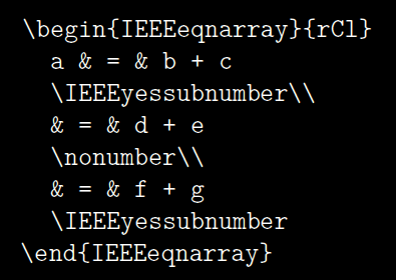 \begin{IEEEeqnarray}{rCl}
a & = & b + c
\IEEEyessubnumber\\
& = & d + e
\nonumber\\
& = & f + g
\IEEEyessubnumber
\end{IEEEeqnarray}